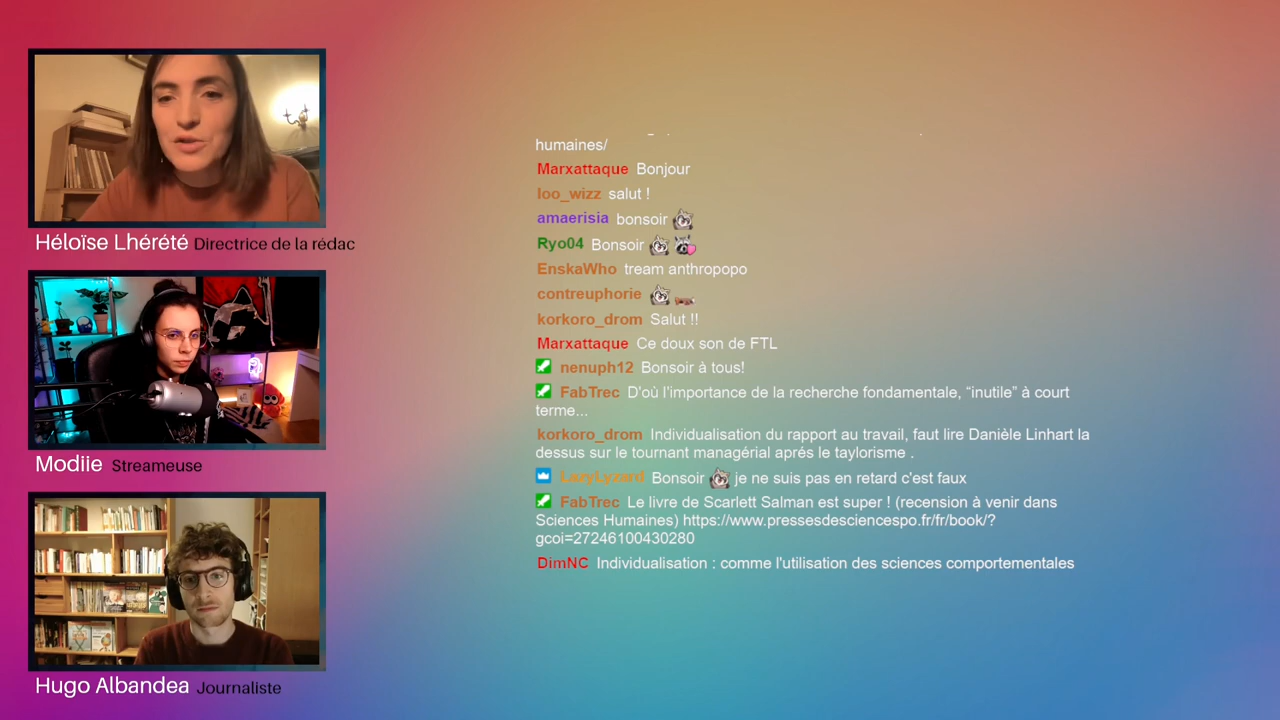 Héloïse Lhérété Directrice de la rédac
Modiie Streameuse
Hugo Albandea Journaliste
humaines/
Marxattaque Bonjour
loo_wizz salut !
amaerisia bonsoir
Ryo04 Bonsoir
EnskaWho tream anthropopo
contreuphorie
korkoro_drom Salut !!
Marxattaque Ce doux son de FTL
nenuph12 Bonsoir à tous!
FabTrec D'où l'importance de la recherche fondamentale, “inutile” à court
terme...
korkoro_drom Individualisation du rapport au travail, faut lire Danièle Linhart la
dessus sur le tournant managérial aprés le taylorisme .
LazyLyzard Bonsoir je ne suis pas en retard c'est faux
FabTrec Le livre de Scarlett Salman est super ! (recension à venir dans
Sciences Humaines) https://www.pressesdesciencespo.fr/fr/book/?
gcoi=27246100430280
DimNC Individualisation : comme l'utilisation des sciences comportementales